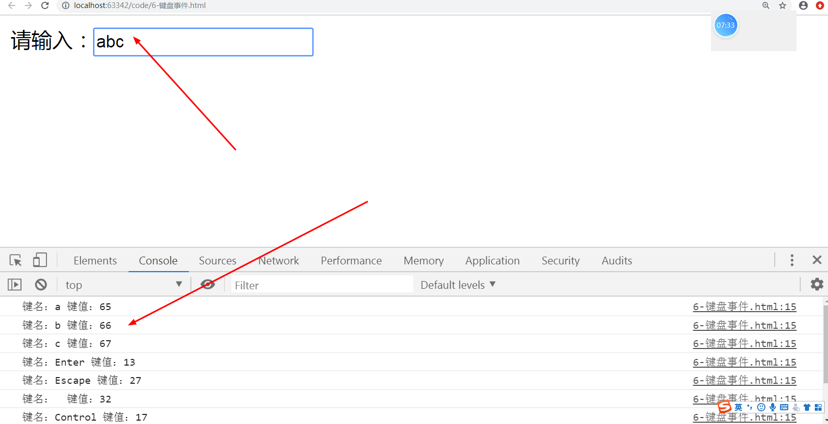 localhost:63342/code/6-键盘事件.html
07:33
请输入：abc
Elements Console Sources Network Performance Memory Application Security Audits
top Filter Default levels ▼
键名：a 键值：65 6-键盘事件.html:15
键名：b 键值：66 6-键盘事件.html:15
键名：c 键值：67 6-键盘事件.html:15
键名：Enter 键值：13 6-键盘事件.html:15
键名：Escape 键值：27 6-键盘事件.html:15
键名：  键值：32 6-键盘事件.html:15
键名：Control 键值：17 6-键盘事件.html:15
英